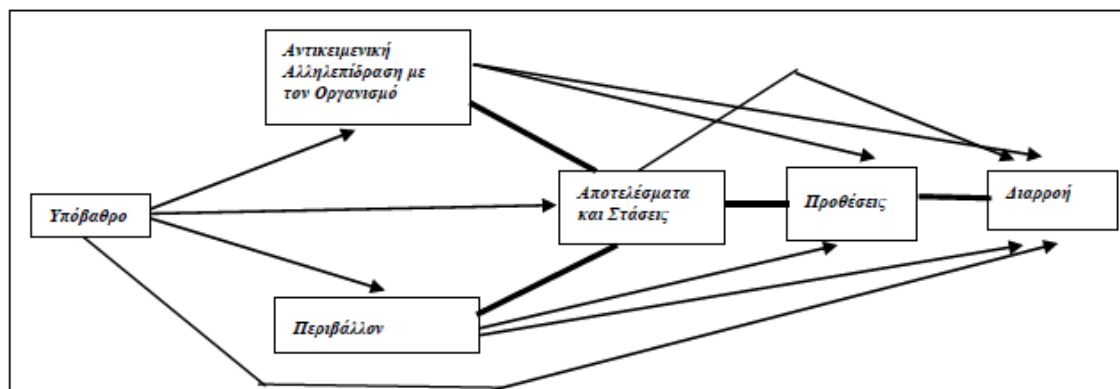 Αντικειμενική
Αλληλεπίδραση με
τον Οργανισμό
Υπόβαθρο
Αποτελέσματα
και Στάσεις
Προθέσεις
Διαρροή
Περιβάλλον